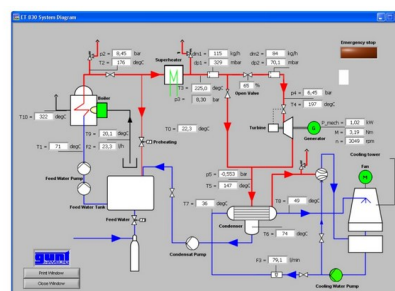 ET 830 System Diagram
p2 = 8,45 bar
T2 = 176 degC
dm1 = 115 kg/h
dp1 = 329 mbar
dm2 = 84 kg/h
dp2 = 70,1 mbar
Emergency stop
Superheater
T3 = 225,0 degC
p3 = 8,30 bar
65 %
Open Valve
p4 = 6,45 bar
T4 = 197 degC
Boiler
T10 = 322 degC
T9 = 20,1 degC
F2 = 23,3 l/h
T1 = 71 degC
T0 = 22,3 degC
Preheating
Turbine
G
Generator
P_mech = 1,02 kW
M = 3,19 Nm
n = 2049 rpm
Cooling tower
Fan
M
Feed Water Pump
Feed Water Tank
Feed Water
p5 = -0,553 bar
T5 = 147 degC
T7 = 36 degC
T8 = 49 degC
Condenser
T6 = 74 degC
Condensat Pump
F3 = 79,1 l/min
Cooling Water Pump
gunt
Print Window
Close Window